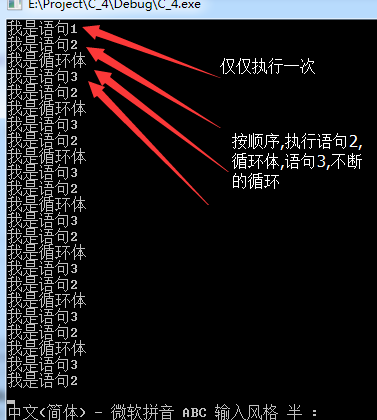 E:\Project\C_4\Debug\C_4.exe
我是语句1
我是语句2
我是循环体
我是语句3
我是语句2
我是循环体
我是语句3
我是语句2
我是循环体
我是语句3
我是语句2
我是循环体
我是语句3
我是语句2
我是循环体
我是语句3
我是语句2
我是循环体
我是语句3
我是语句2
我是循环体
我是语句3
我是语句2
仅仅执行一次
按顺序,执行语句2,
循环体,语句3,不断
的循环
中文(简体) - 微软拼音 ABC 输入风格 半 :